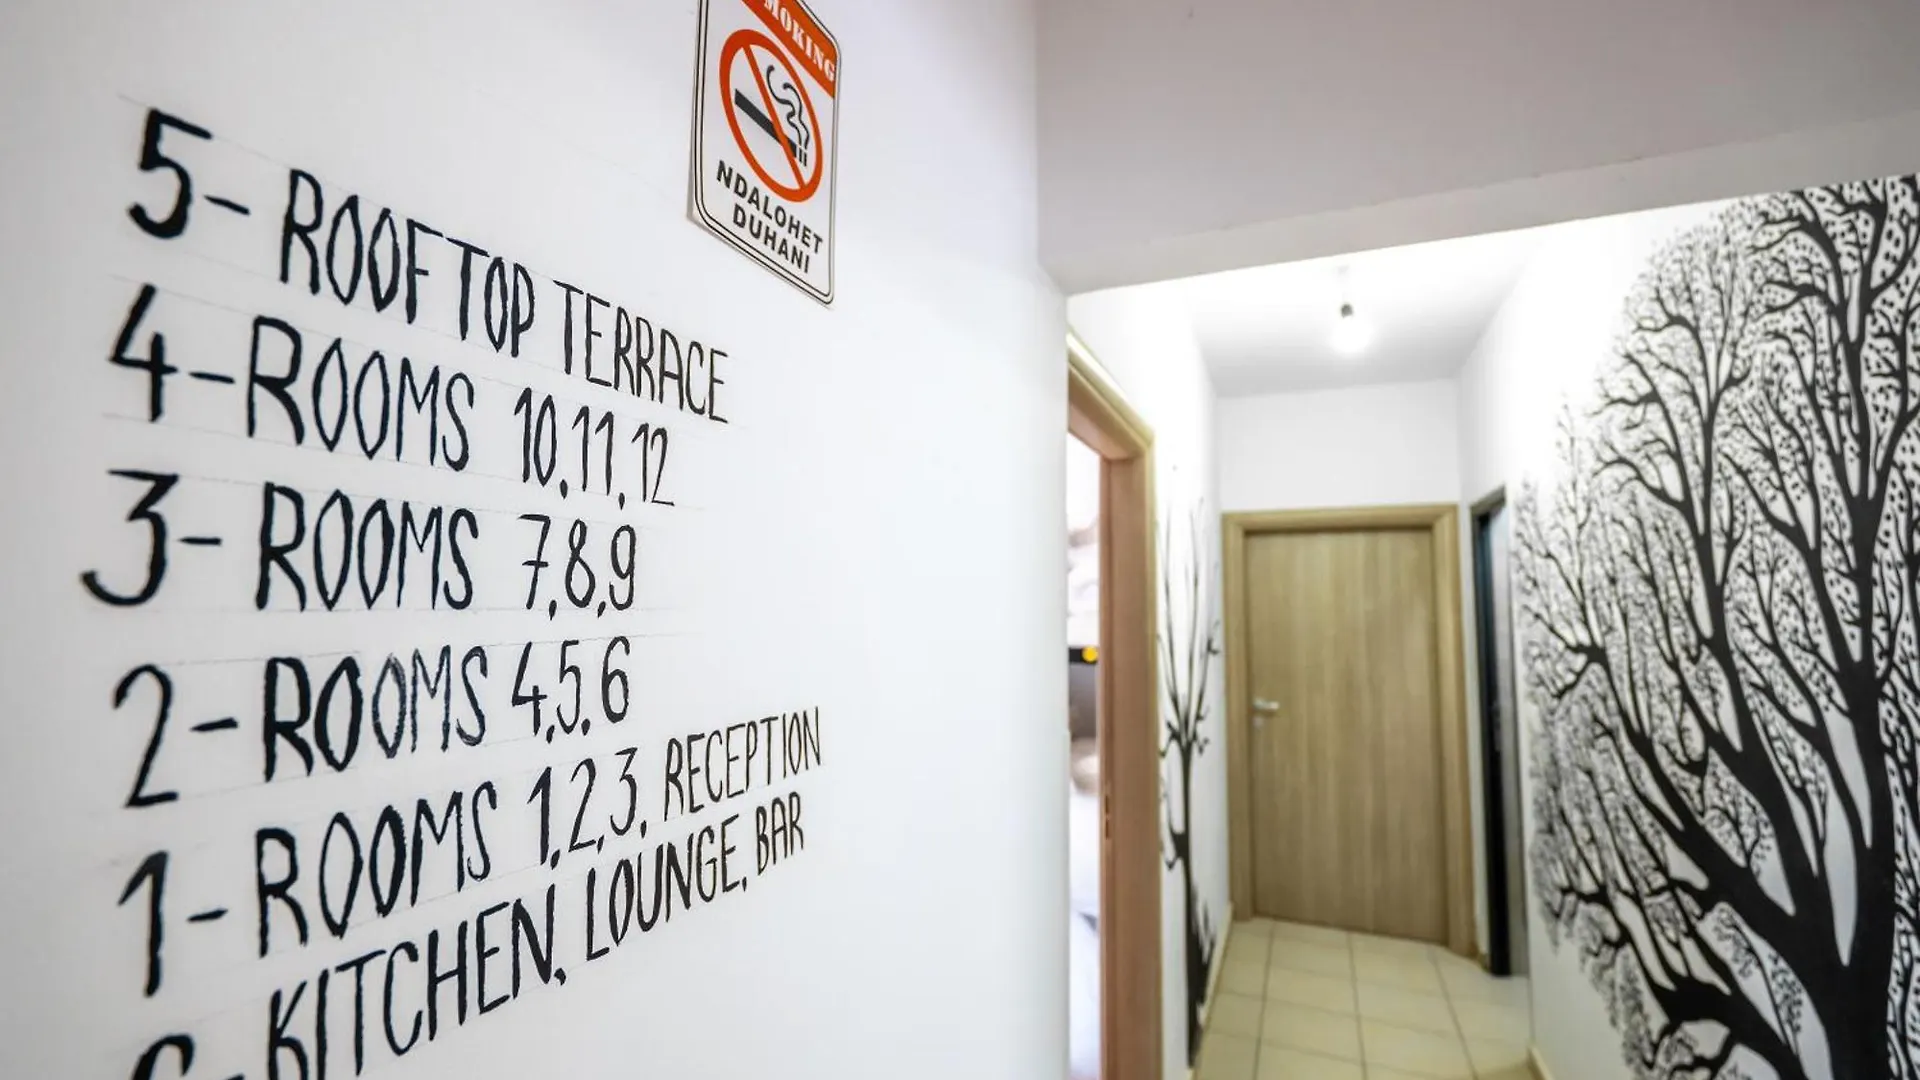 MOKING
NDALOHET
DUHANI
5- ROOFTOP TERRACE
4-ROOMS 10,11,12
3- ROOMS 7,8,9
2- ROOMS 4,5,6
1- ROOMS 1,2,3, RECEPTION
KITCHEN, LOUNGE, BAR